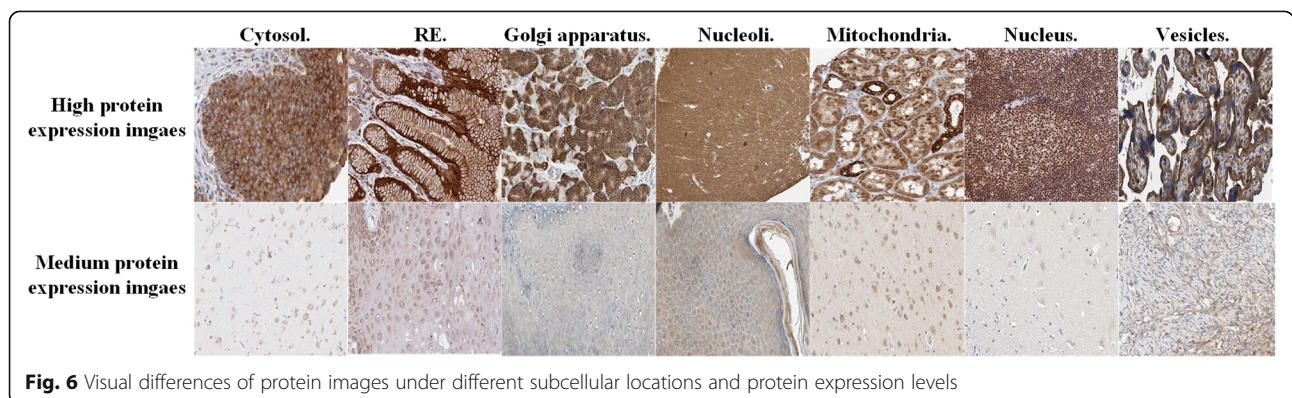 Cytosol. RE. Golgi apparatus. Nucleoli. Mitochondria. Nucleus. Vesicles.
High protein
expression imgaes
Medium protein
expression imgaes
Fig. 6 Visual differences of protein images under different subcellular locations and protein expression levels